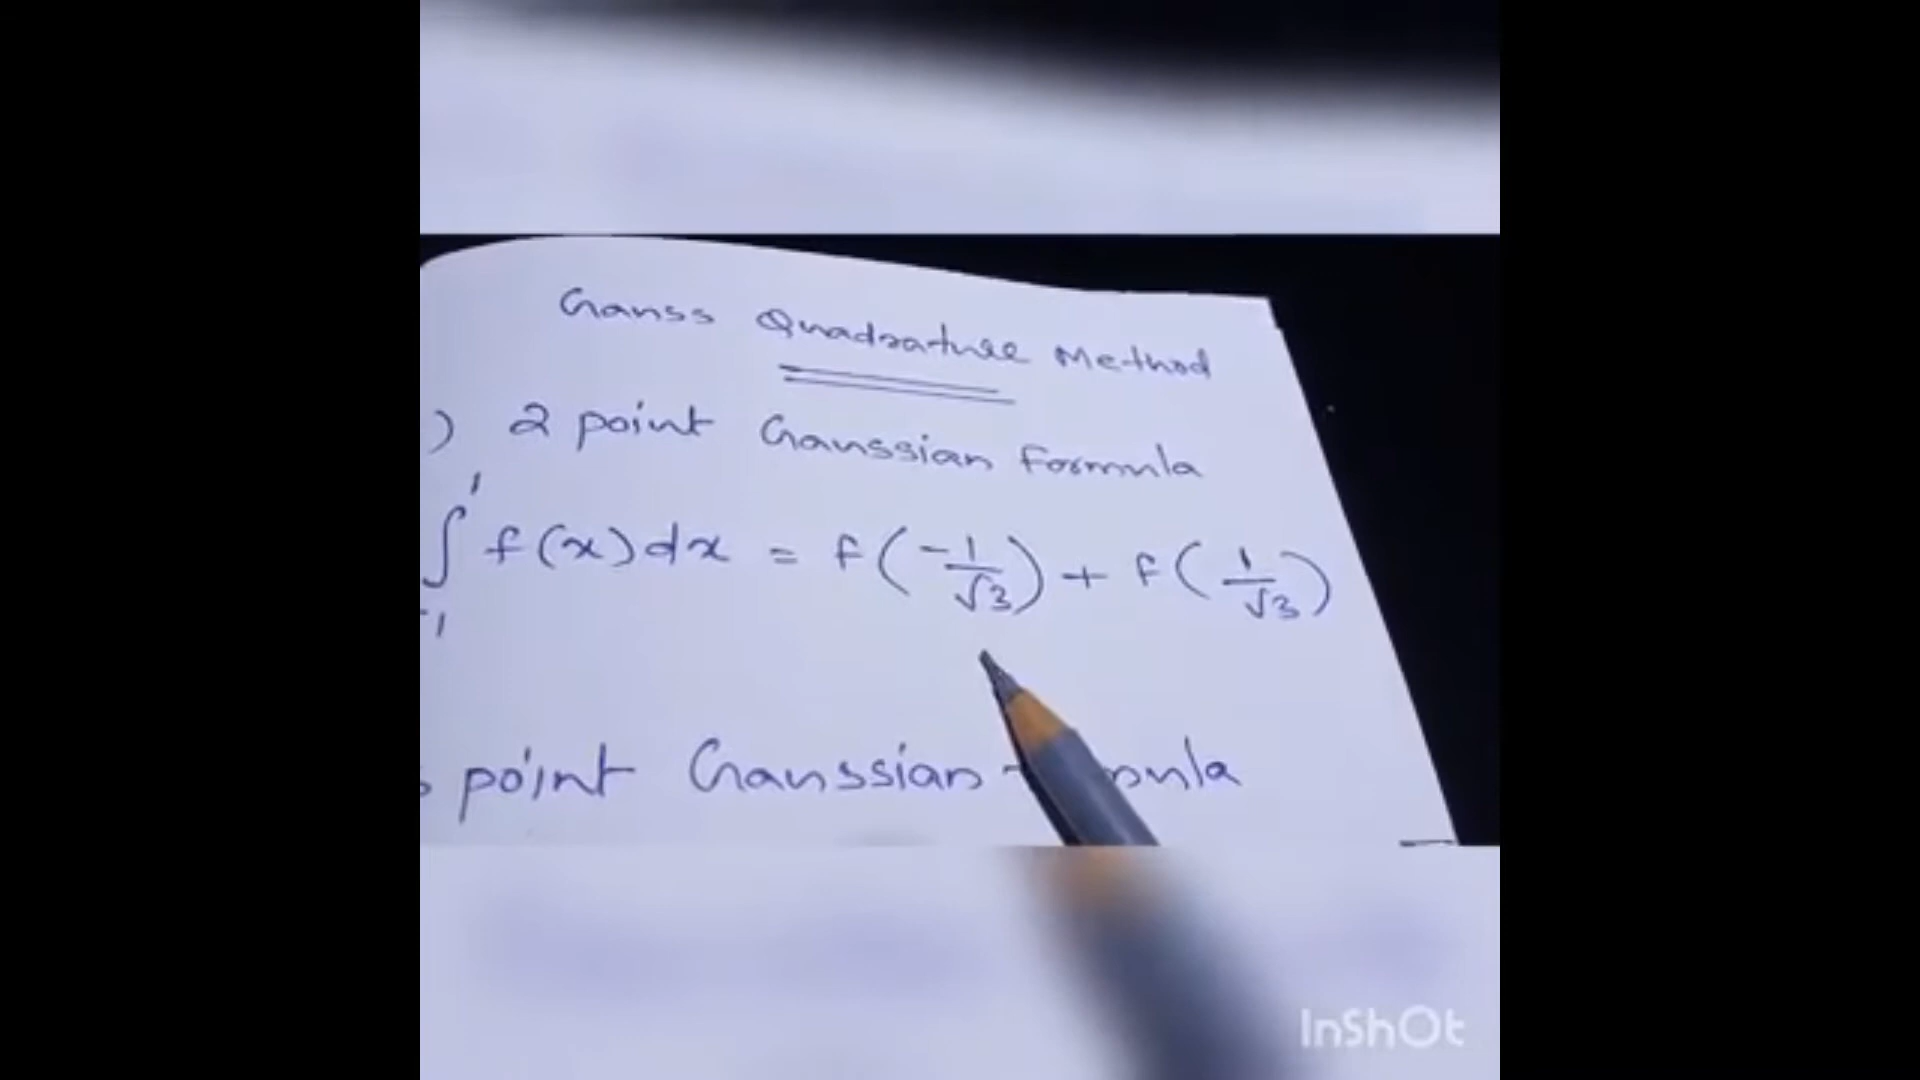 Gauss Quadrature Method
) 2 point Gaussian Formula
∫₋₁¹ f(x)dx = f(-1/√3) + f(1/√3)
point Gaussian
InShOt